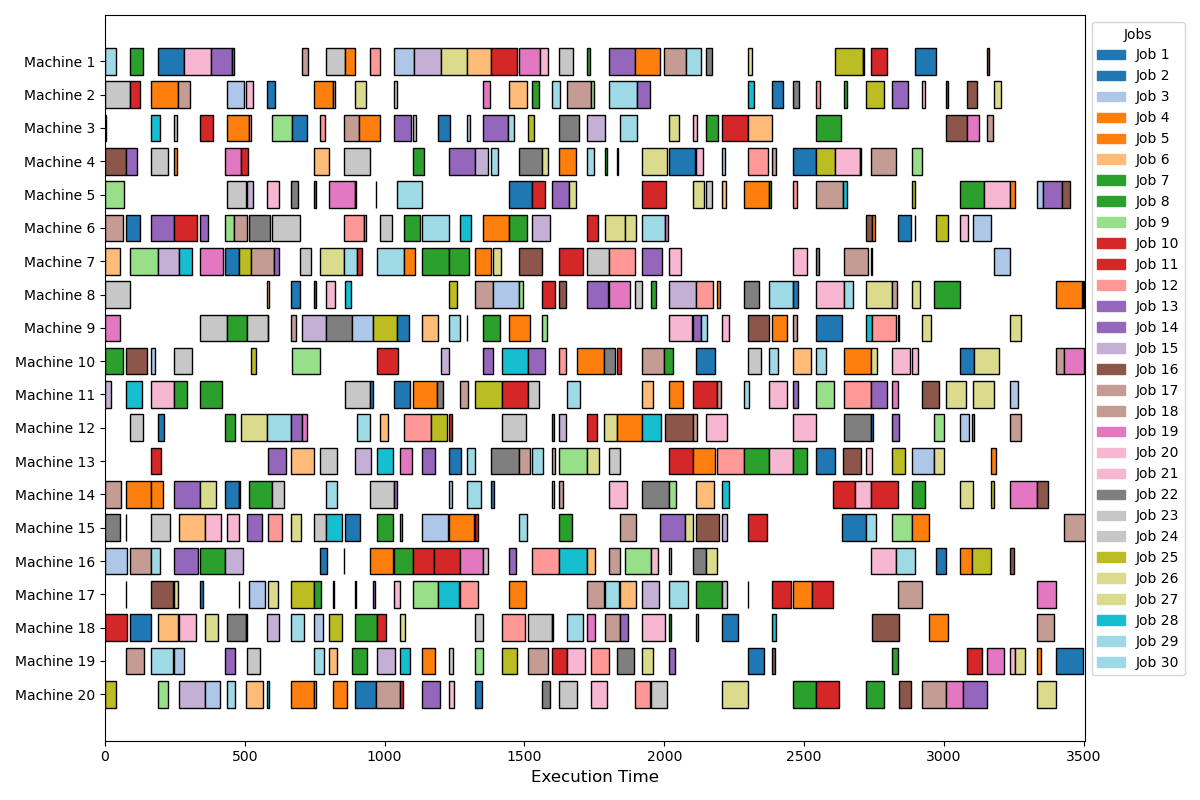 Machine 1
Machine 2
Machine 3
Machine 4
Machine 5
Machine 6
Machine 7
Machine 8
Machine 9
Machine 10
Machine 11
Machine 12
Machine 13
Machine 14
Machine 15
Machine 16
Machine 17
Machine 18
Machine 19
Machine 20
0 500 1000 1500 2000 2500 3000 3500
Execution Time
Jobs
Job 1
Job 2
Job 3
Job 4
Job 5
Job 6
Job 7
Job 8
Job 9
Job 10
Job 11
Job 12
Job 13
Job 14
Job 15
Job 16
Job 17
Job 18
Job 19
Job 20
Job 21
Job 22
Job 23
Job 24
Job 25
Job 26
Job 27
Job 28
Job 29
Job 30